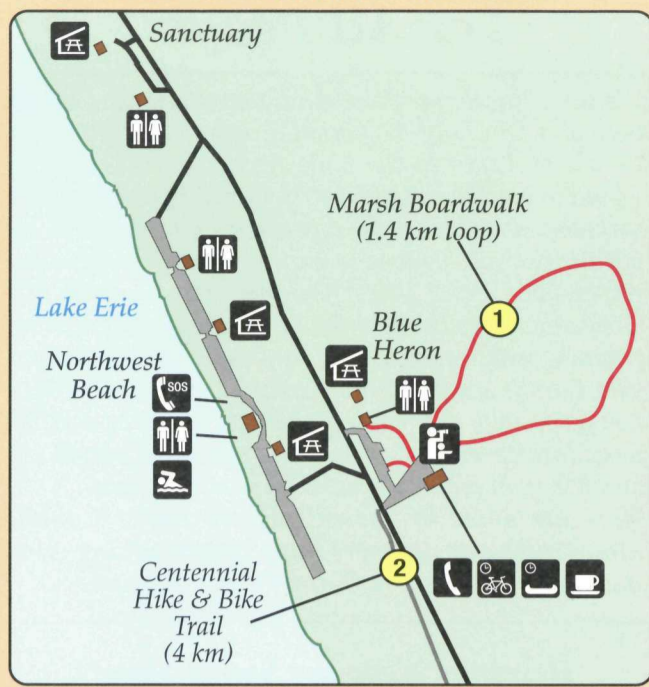 Sanctuary
Marsh Boardwalk
(1.4 km loop)
1
Lake Erie
Blue
Heron
Northwest
Beach
SOS
2
Centennial
Hike & Bike
Trail
(4 km)